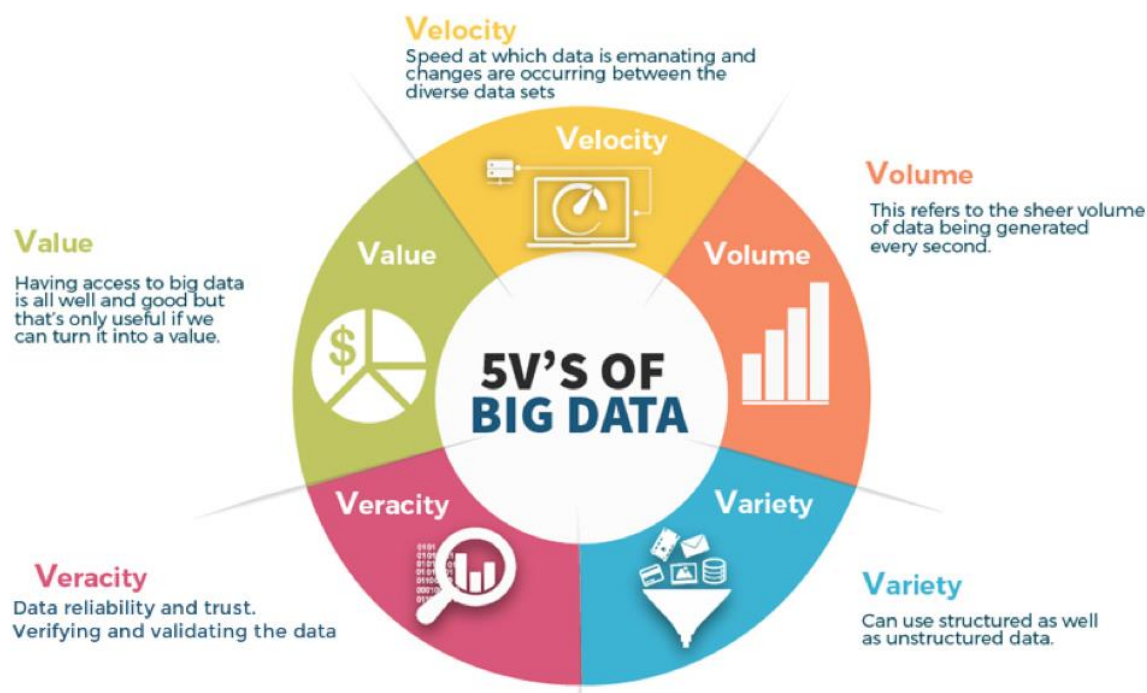 Velocity
Speed at which data is emanating and
changes are occurring between the
diverse data sets
Velocity
Volume
This refers to the sheer volume
of data being generated
every second.
Volume
Value
Having access to big data
is all well and good but
that's only useful if we
can turn it into a value.
Value
5V'S OF
BIG DATA
Veracity
Variety
Veracity
Data reliability and trust.
Verifying and validating the data
Variety
Can use structured as well
as unstructured data.
$
0101